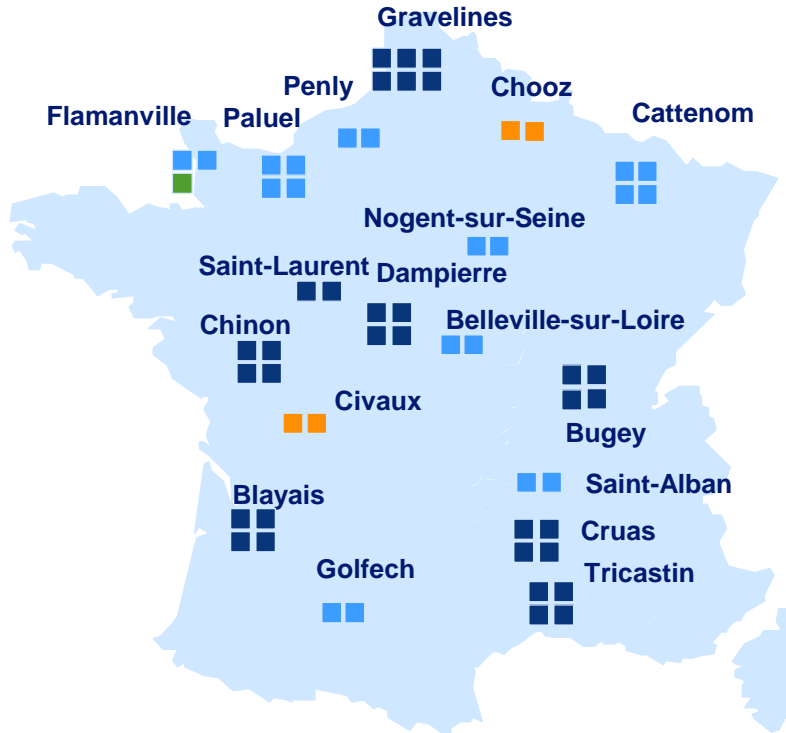 Gravelines
Penly
Chooz
Flamanville
Paluel
Cattenom
Nogent-sur-Seine
Saint-Laurent
Dampierre
Chinon
Belleville-sur-Loire
Civaux
Bugey
Saint-Alban
Blayais
Cruas
Golfech
Tricastin